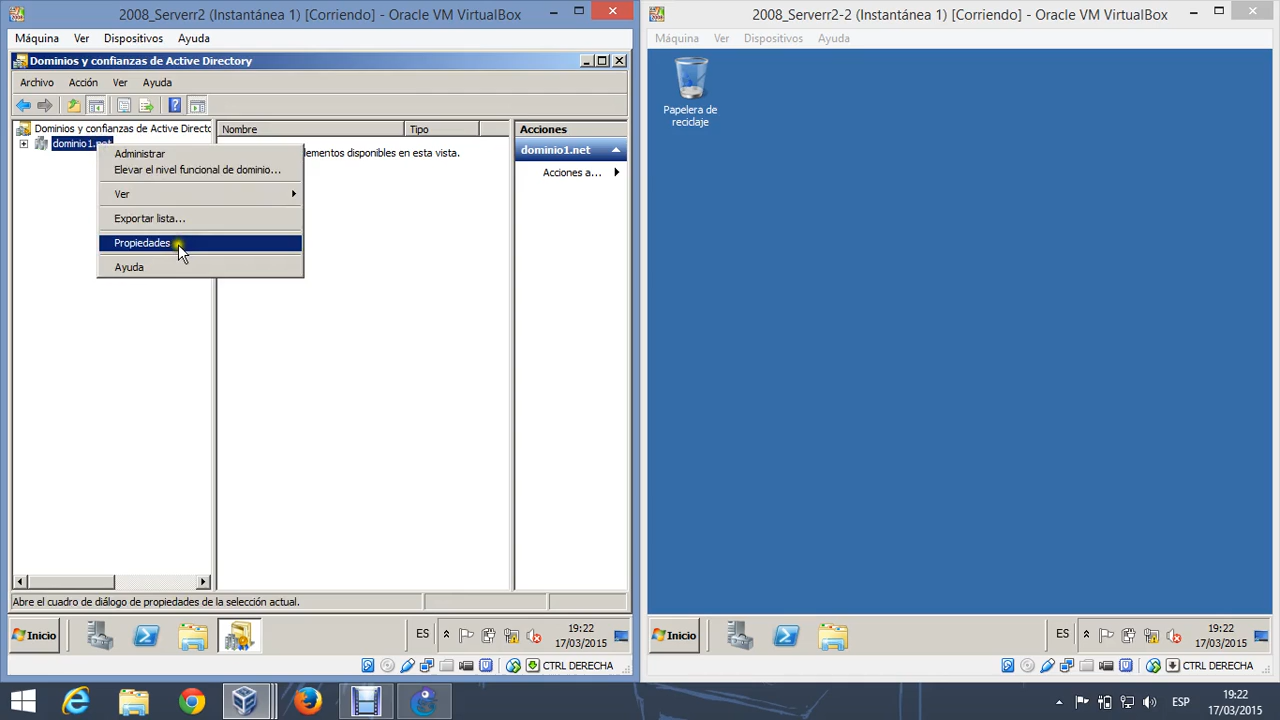 2008_Serverr2 (Instantánea 1) [Corriendo] - Oracle VM VirtualBox
Máquina Ver Dispositivos Ayuda
Dominios y confianzas de Active Directory
Archivo Acción Ver Ayuda
Dominios y confianzas de Active Directo
dominio1.net
Nombre Tipo
lementos disponibles en esta vista.
Acciones
dominio1.net
Acciones a...
Administrar
Elevar el nivel funcional de dominio...
Ver
Exportar lista...
Propiedades
Ayuda
Abre el cuadro de diálogo de propiedades de la selección actual.
Inicio
ES
19:22
17/03/2015
CTRL DERECHA
2008_Serverr2-2 (Instantánea 1) [Corriendo] - Oracle VM VirtualBox
Máquina Ver Dispositivos Ayuda
Papelera de
reciclaje
Inicio
ES
19:22
17/03/2015
CTRL DERECHA
ESP
19:22
17/03/2015